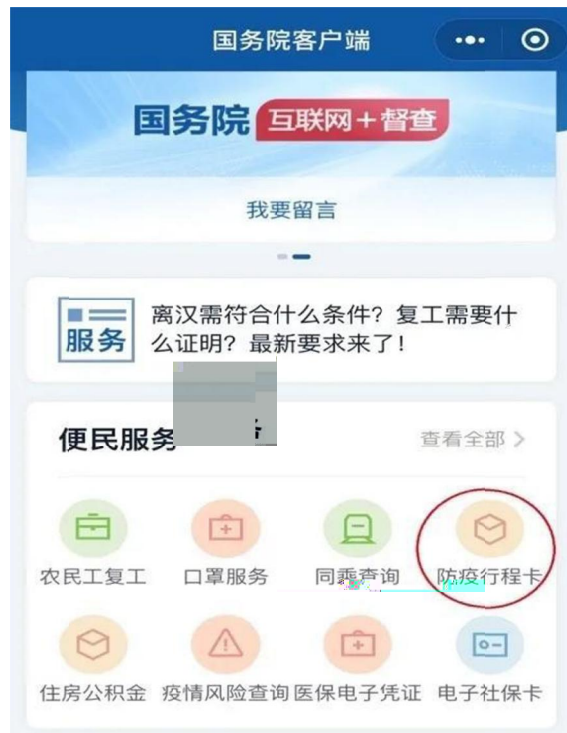 国务院客户端
国务院 互联网+督查
我要留言
服务
离汉需符合什么条件？复工需要什
么证明？最新要求来了！
便民服务
查看全部
农民工复工 口罩服务 同乘查询 防疫行程卡
住房公积金 疫情风险查询 医保电子凭证 电子社保卡